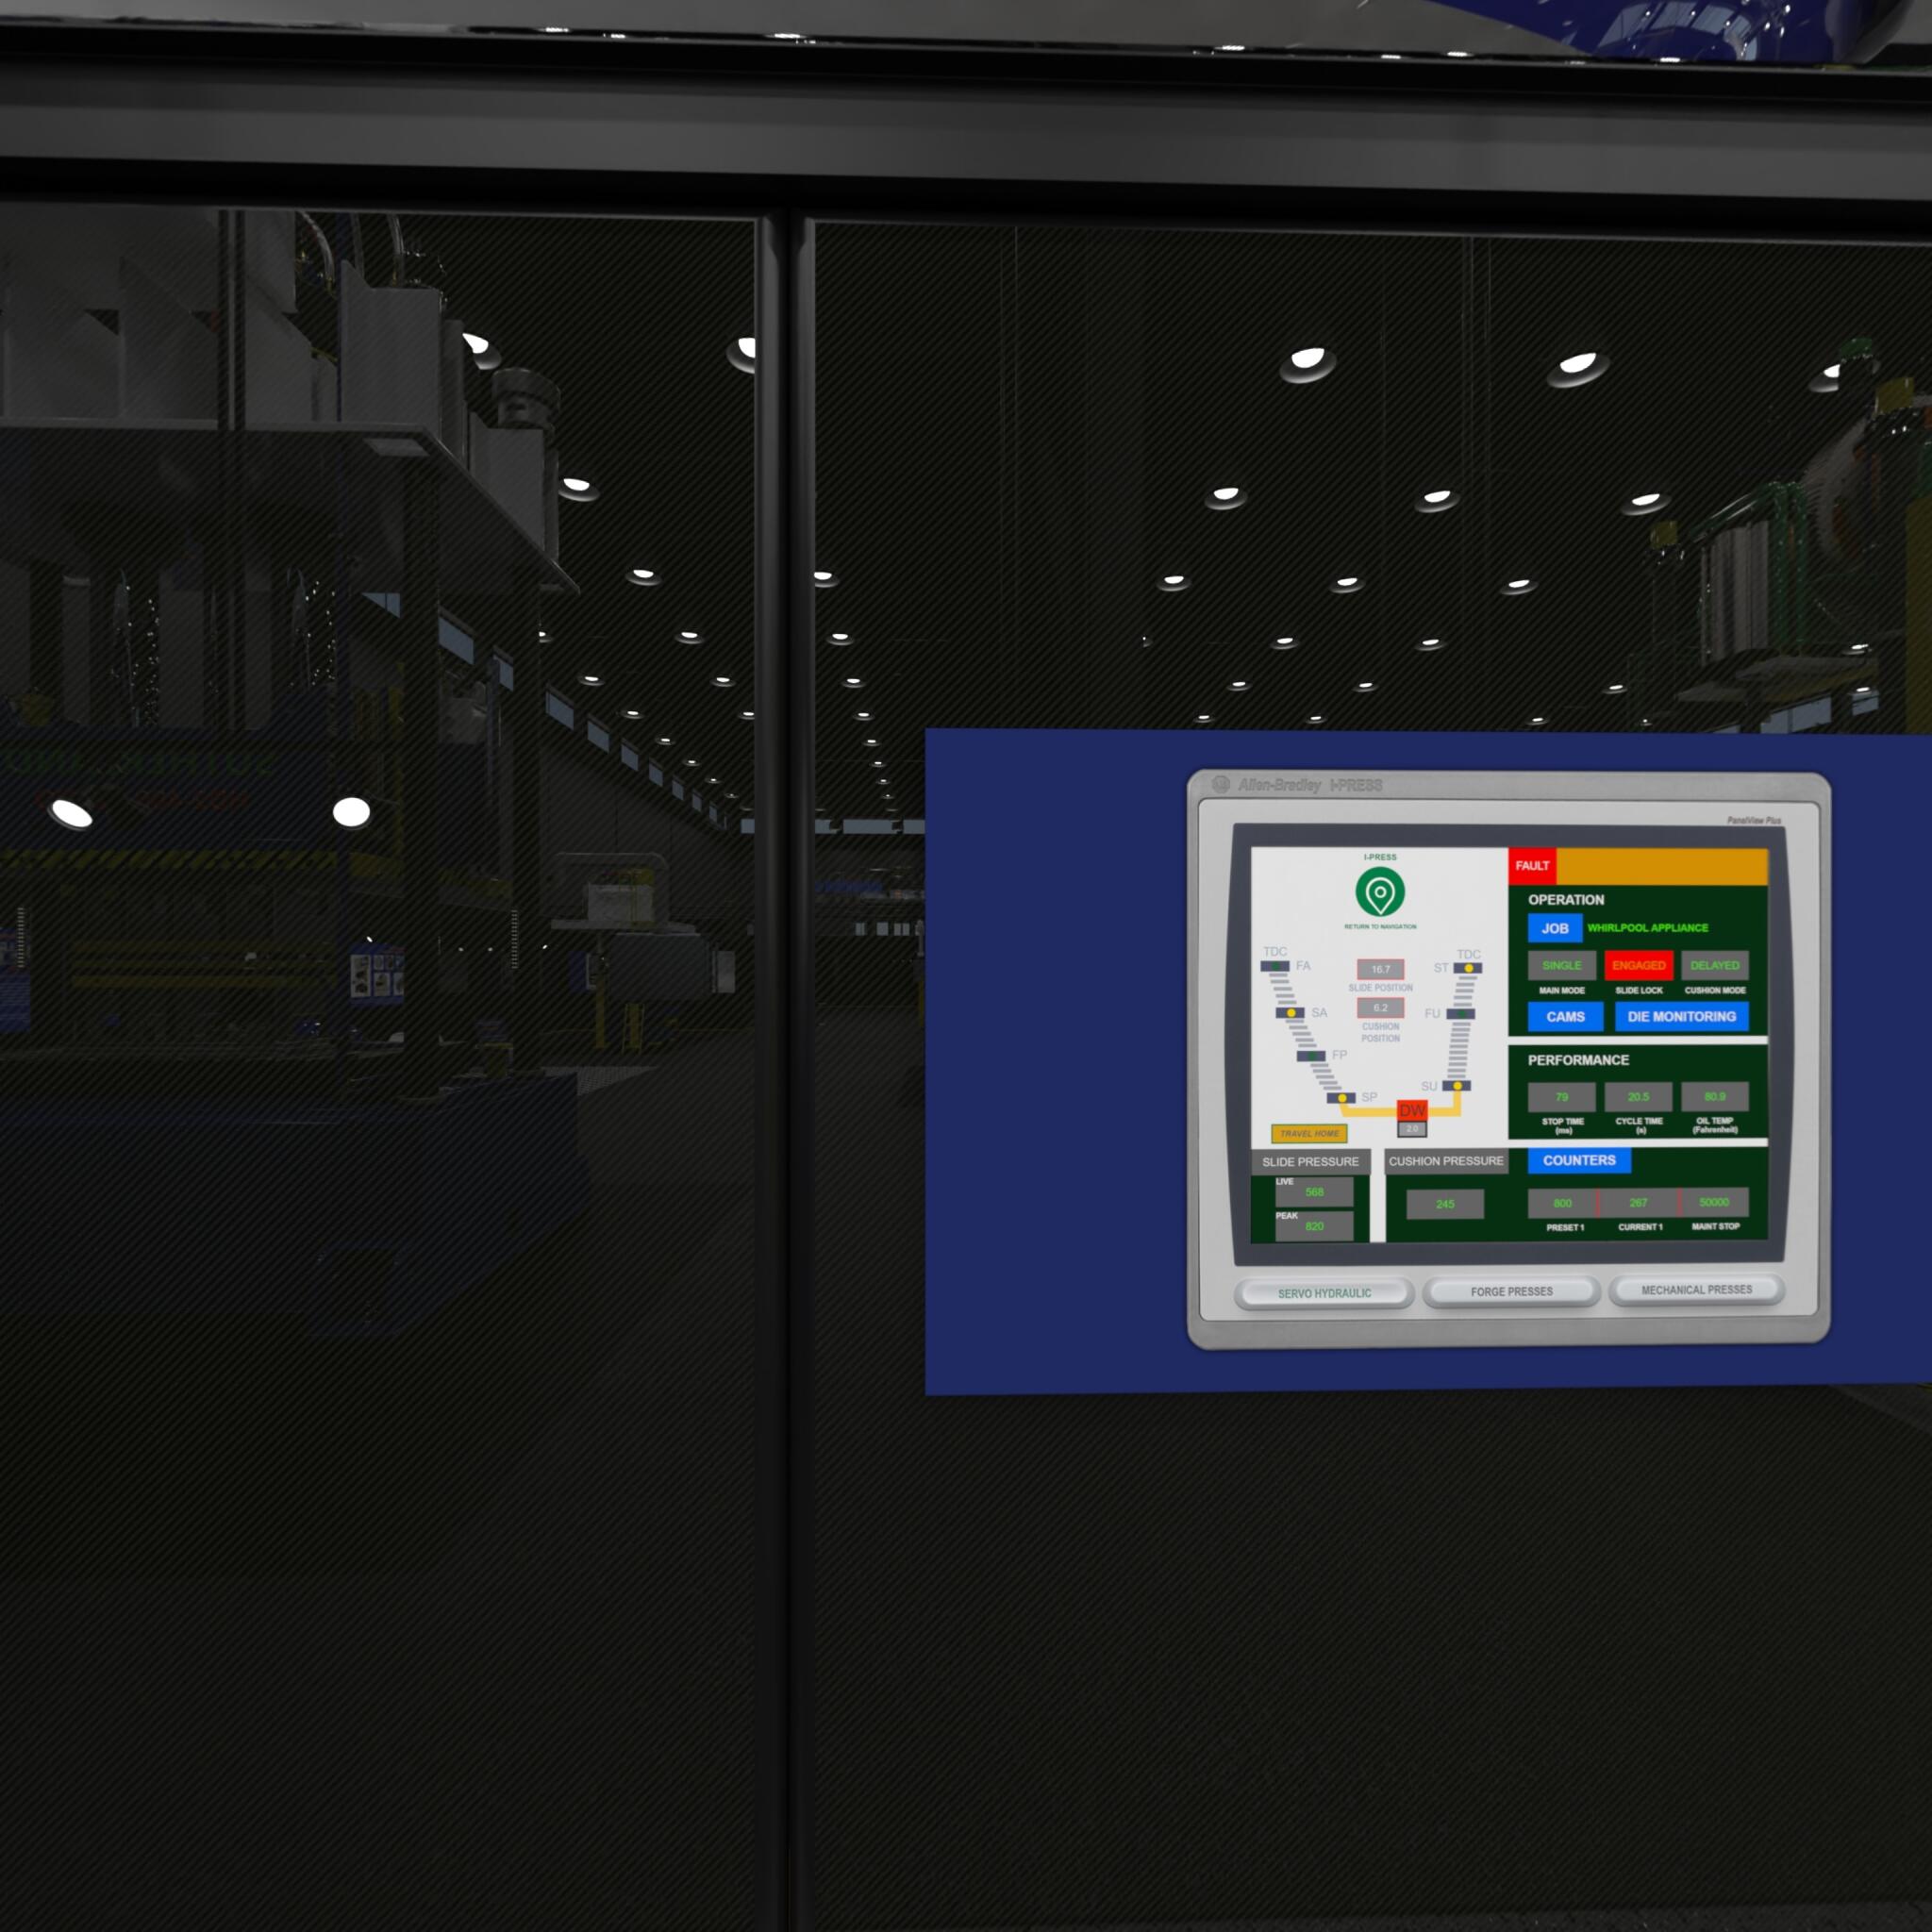 Allen-Bradley I-PRESS
PanelView Plus
I-PRESS
RETURN TO NAVIGATION
TDC
FA
SA
FP
SP
16.7
SLIDE POSITION
6.2
CUSHION
POSITION
TDC
ST
FU
SU
DW
2.0
TRAVEL HOME
SLIDE PRESSURE
LIVE
568
PEAK
820
CUSHION PRESSURE
245
FAULT
OPERATION
JOB WHIRLPOOL APPLIANCE
SINGLE ENGAGED DELAYED
MAIN MODE SLIDE LOCK CUSHION MODE
CAMS DIE MONITORING
PERFORMANCE
79 20.5 80.9
STOP TIME CYCLE TIME OIL TEMP
(ms) (s) (Fahrenheit)
COUNTERS
800 267 50000
PRESET 1 CURRENT 1 MAINT STOP
SERVO HYDRAULIC FORGE PRESSES MECHANICAL PRESSES